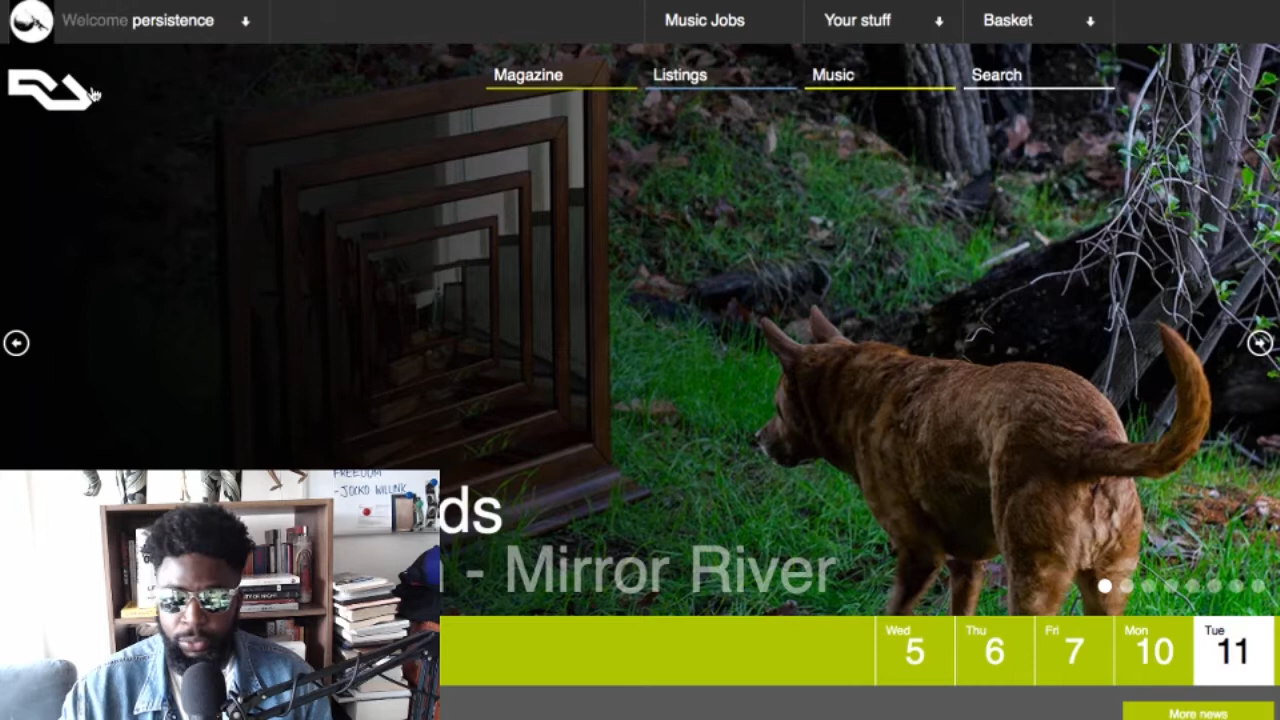 Welcome persistence
Music Jobs
Your stuff
Basket
Magazine
Listings
Music
Search
FREEDOM
-JOCKO WILLINK
ds
- Mirror River
Wed
5
Thu
6
Fri
7
Mon
10
Tue
11
More news